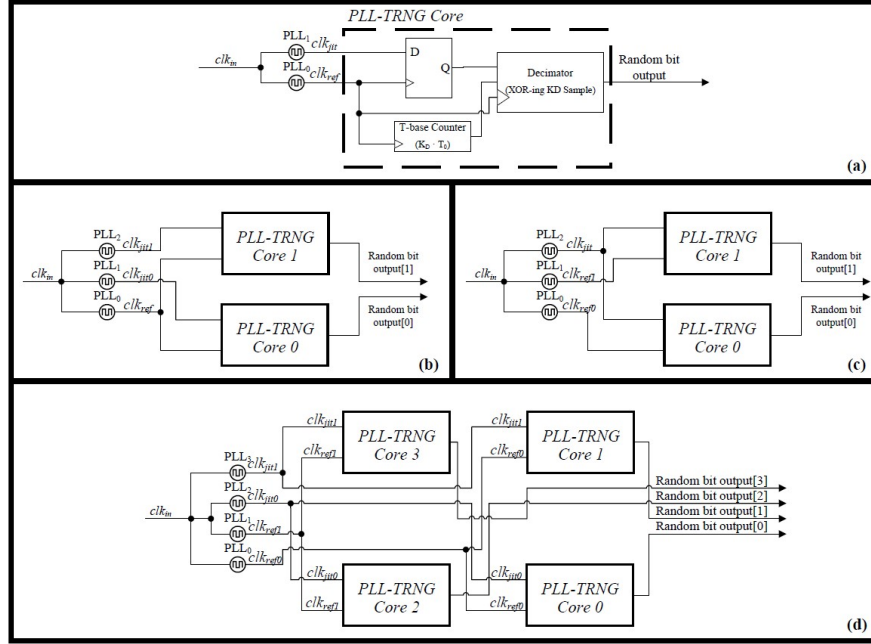 PLL-TRNG Core
PLL1
clkjit
clkin
PLL0
clkref
D
Q
Decimator
(XOR-ing KD Sample)
Random bit
output
T-base Counter
(KD · T0)
(a)
PLL2
clkjit1
PLL-TRNG
Core 1
Random bit
output[1]
clkin
PLL1
clkjit0
PLL0
clkref
Random bit
output[0]
PLL-TRNG
Core 0
(b)
PLL2
clkjit
PLL-TRNG
Core 1
Random bit
output[1]
clkin
PLL1
clkref1
PLL0
clkref0
Random bit
output[0]
PLL-TRNG
Core 0
(c)
clkjit1
PLL-TRNG
Core 3
clkref1
clkjit1
PLL-TRNG
Core 1
clkref0
PLL3
clkjit1
PLL2
clkjit0
clkin
PLL1
clkref1
PLL0
clkref0
Random bit output[3]
Random bit output[2]
Random bit output[1]
Random bit output[0]
clkjit0
PLL-TRNG
Core 2
clkref1
clkjit0
PLL-TRNG
Core 0
clkref0
(d)